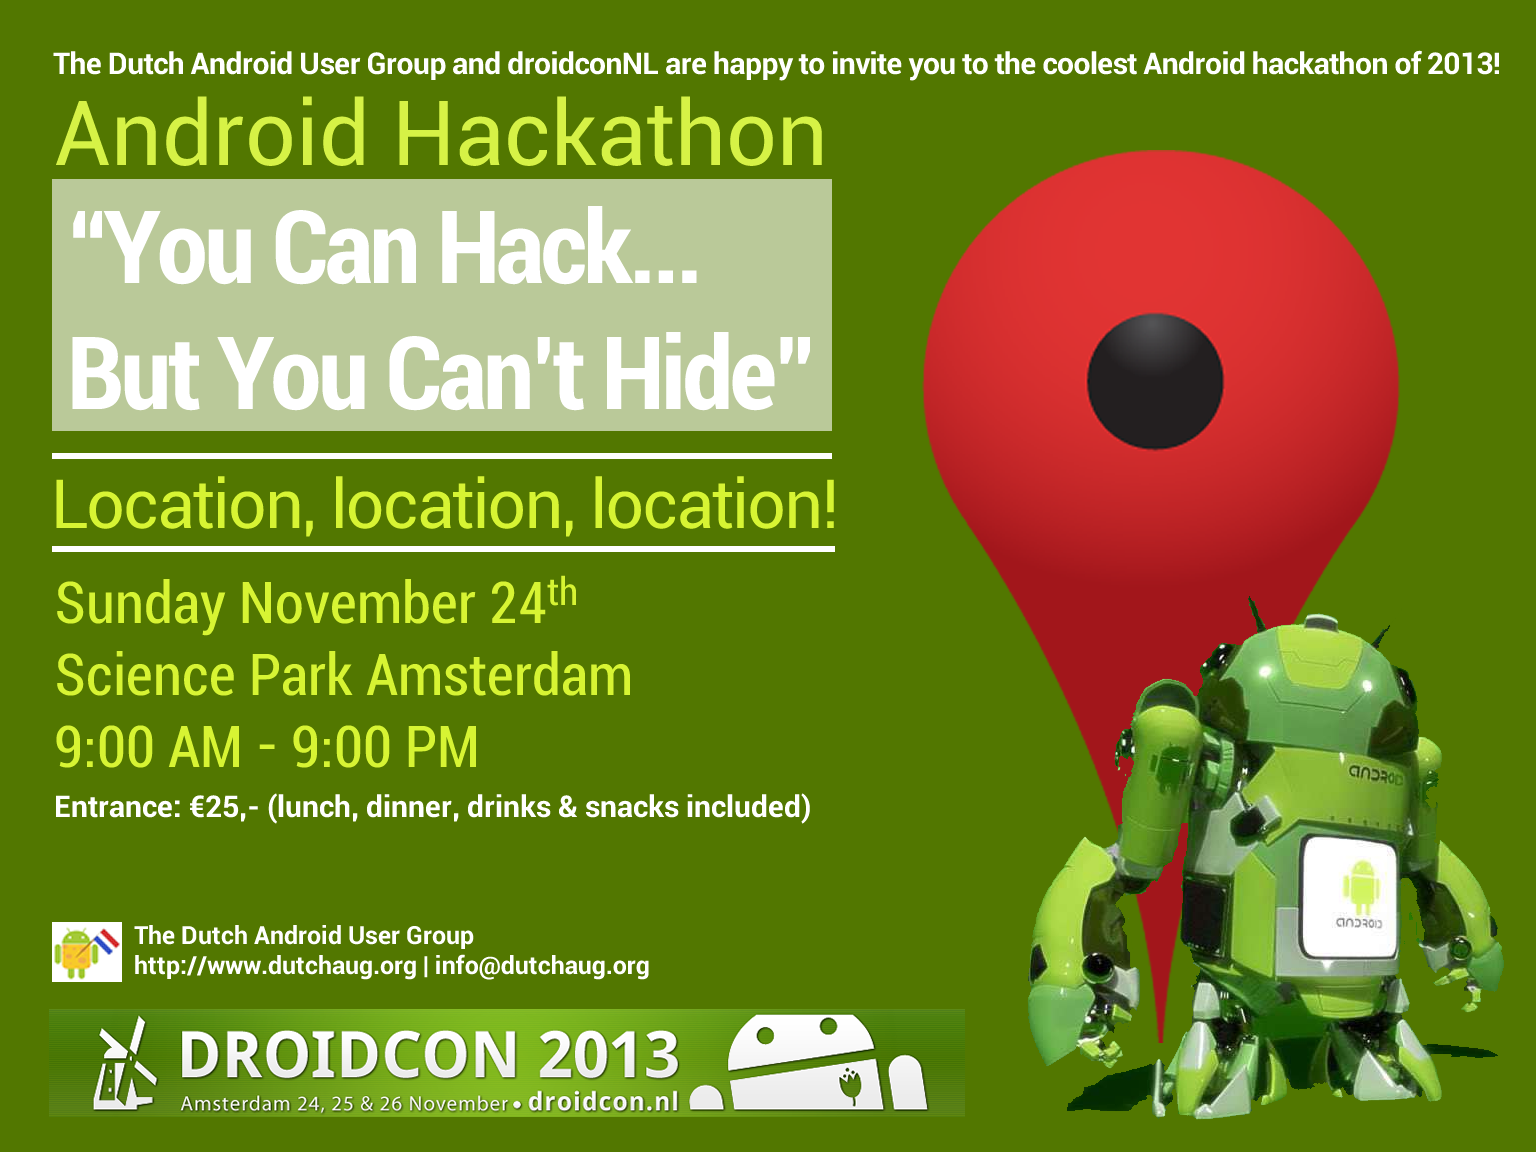 The Dutch Android User Group and droidconNL are happy to invite you to the coolest Android hackathon of 2013!
Android Hackathon
“You Can Hack...
But You Can't Hide”
Location, location, location!
Sunday November 24th
Science Park Amsterdam
9:00 AM - 9:00 PM
Entrance: €25,- (lunch, dinner, drinks & snacks included)
ANDROID
ANDROID
The Dutch Android User Group
http://www.dutchaug.org | info@dutchaug.org
DROIDCON 2013
Amsterdam 24, 25 & 26 November • droidcon.nl